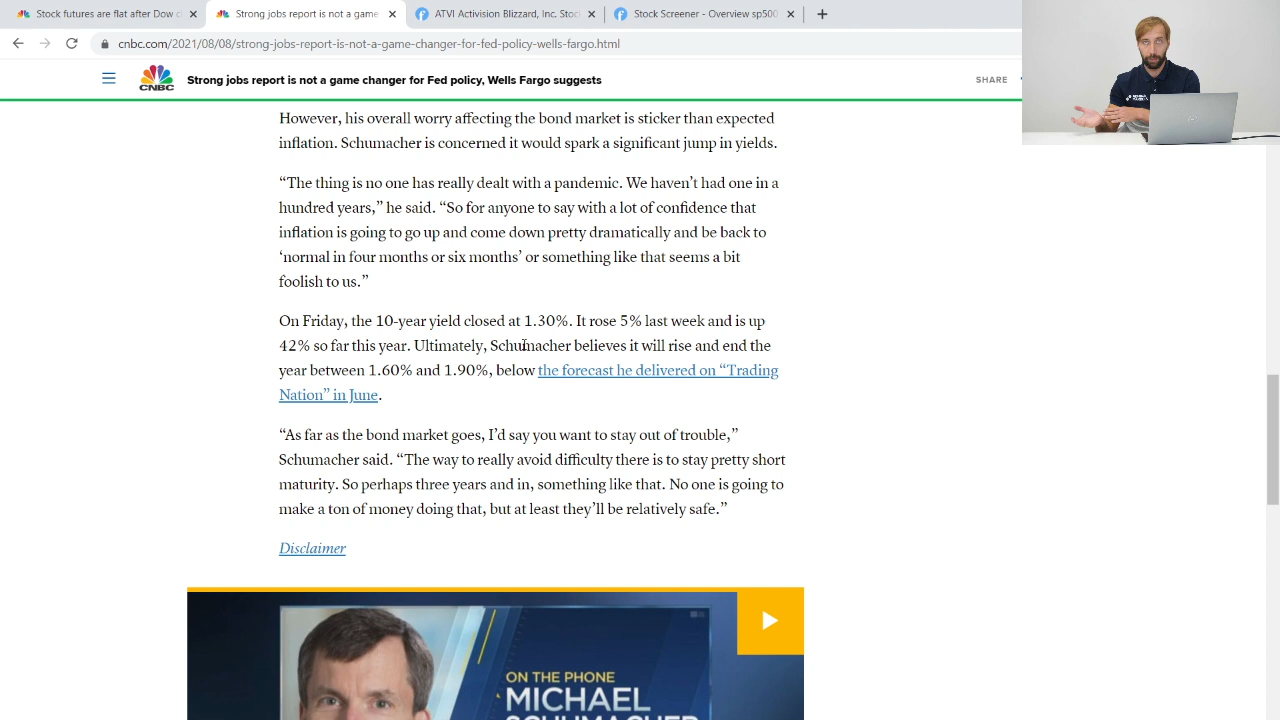 Stock futures are flat after Dow c
Strong jobs report is not a game
ATVI Activision Blizzard, Inc. Stoc
Stock Screener - Overview sp500
cnbc.com/2021/08/08/strong-jobs-report-is-not-a-game-changer-for-fed-policy-wells-fargo.html
CNBC
Strong jobs report is not a game changer for Fed policy, Wells Fargo suggests
SHARE
However, his overall worry affecting the bond market is sticker than expected
inflation. Schumacher is concerned it would spark a significant jump in yields.
“The thing is no one has really dealt with a pandemic. We haven’t had one in a
hundred years,” he said. “So for anyone to say with a lot of confidence that
inflation is going to go up and come down pretty dramatically and be back to
‘normal in four months or six months’ or something like that seems a bit
foolish to us.”
On Friday, the 10-year yield closed at 1.30%. It rose 5% last week and is up
42% so far this year. Ultimately, Schumacher believes it will rise and end the
year between 1.60% and 1.90%, below the forecast he delivered on “Trading
Nation” in June.
“As far as the bond market goes, I’d say you want to stay out of trouble,”
Schumacher said. “The way to really avoid difficulty there is to stay pretty short
maturity. So perhaps three years and in, something like that. No one is going to
make a ton of money doing that, but at least they’ll be relatively safe.”
Disclaimer
ON THE PHONE
MICHAEL
SCHUMACHER